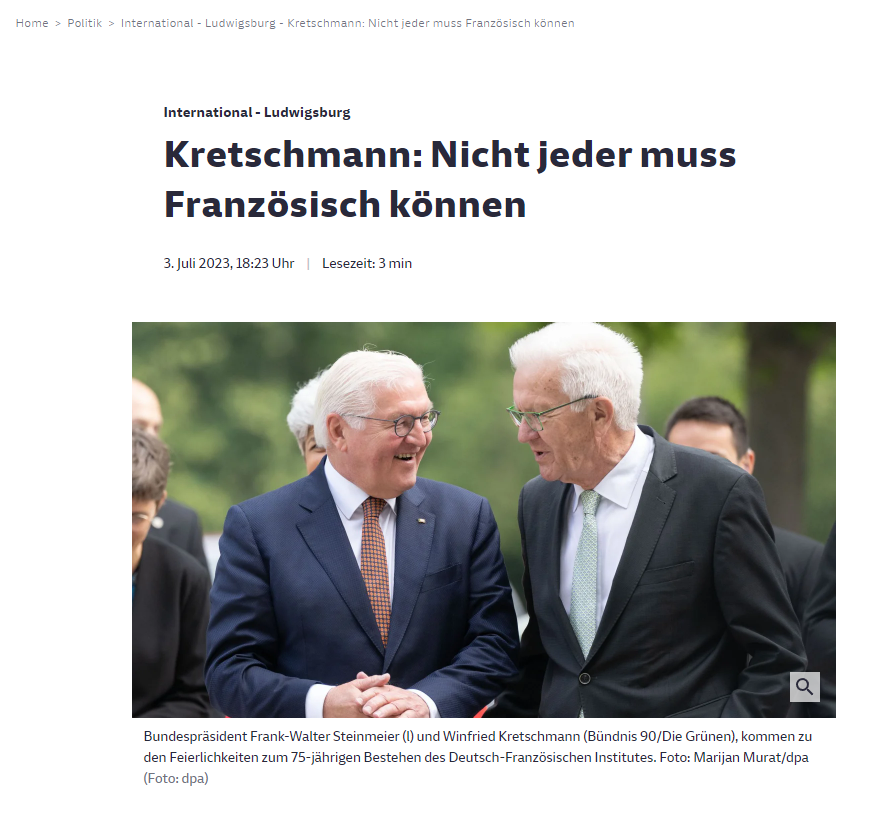 Home > Politik > International - Ludwigsburg - Kretschmann: Nicht jeder muss Französisch können
International - Ludwigsburg
Kretschmann: Nicht jeder muss
Französisch können
3. Juli 2023, 18:23 Uhr | Lesezeit: 3 min
Bundespräsident Frank-Walter Steinmeier (l) und Winfried Kretschmann (Bündnis 90/Die Grünen), kommen zu
den Feierlichkeiten zum 75-jährigen Bestehen des Deutsch-Französischen Institutes. Foto: Marijan Murat/dpa
(Foto: dpa)